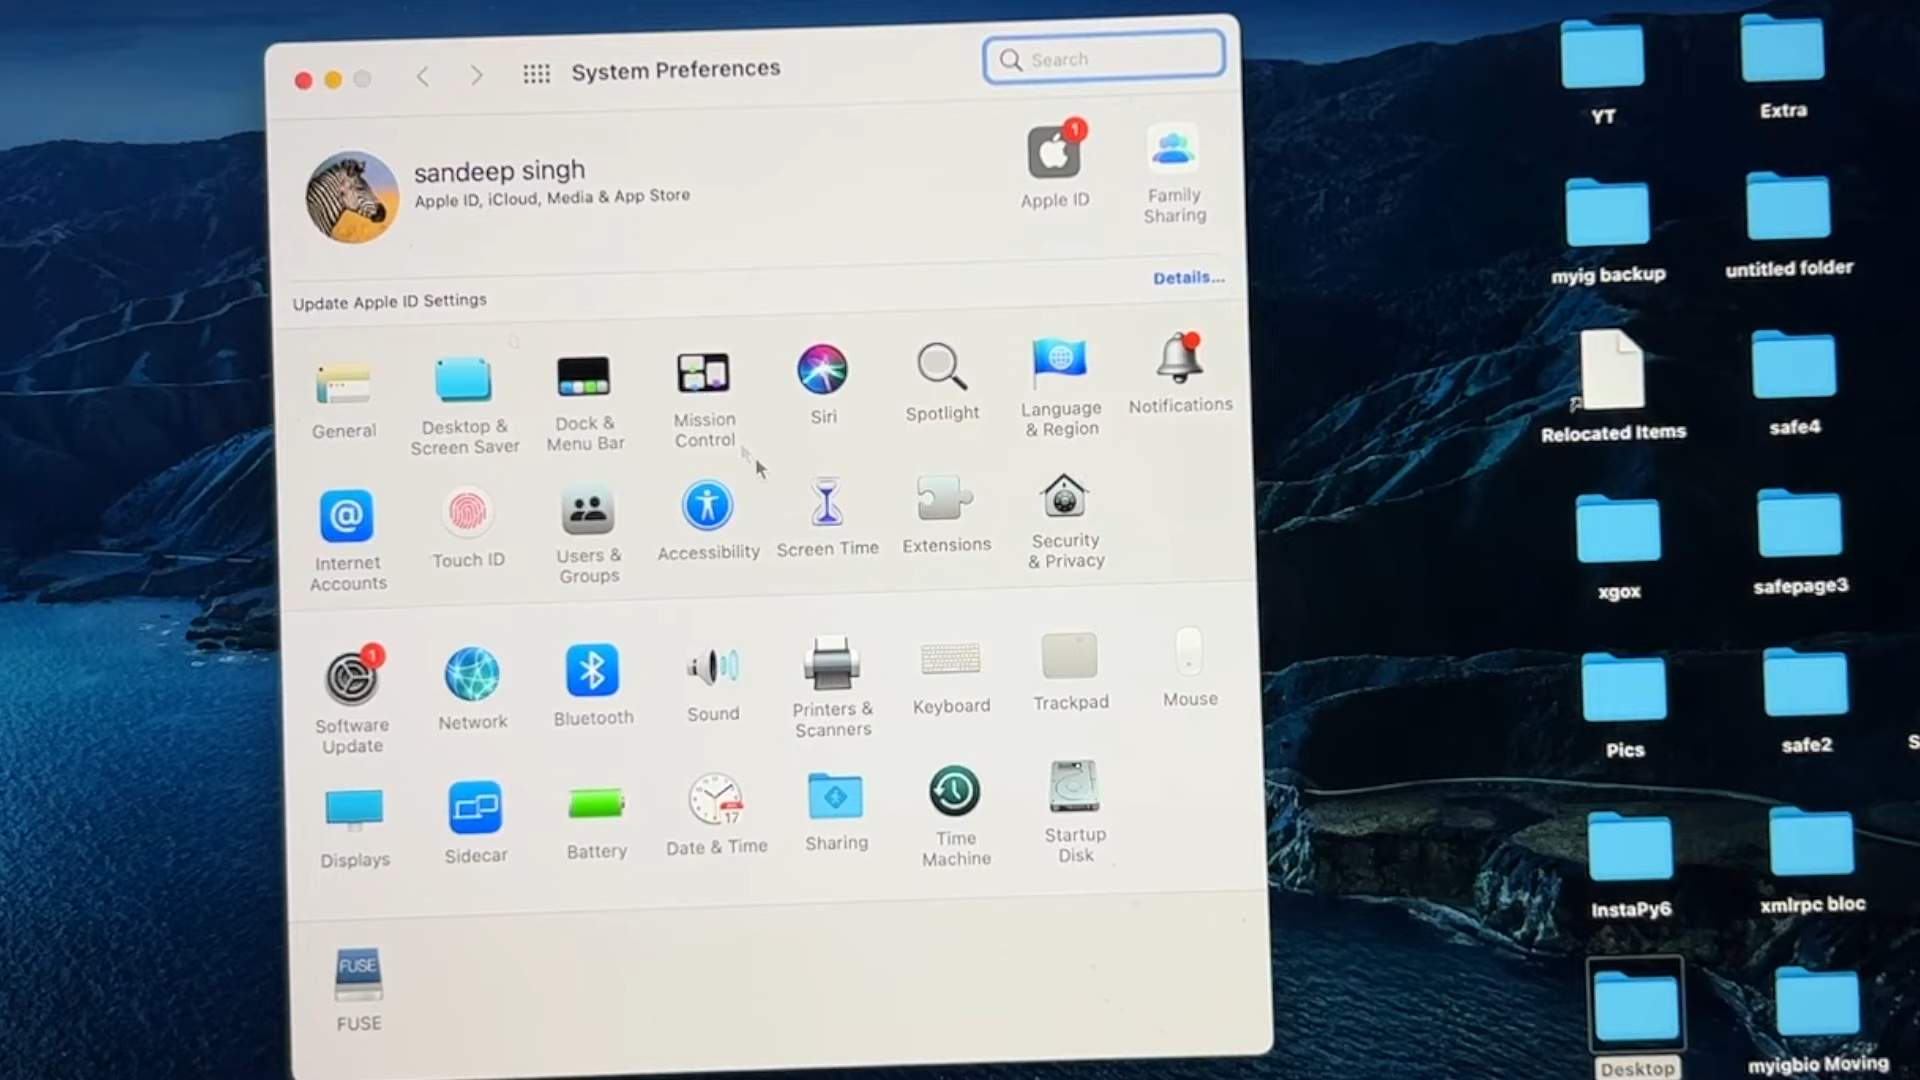 System Preferences
Search
sandeep singh
Apple ID, iCloud, Media & App Store
1
Apple ID
Family
Sharing
Update Apple ID Settings
Details...
General
Desktop &
Screen Saver
Dock &
Menu Bar
Mission
Control
Siri
Spotlight
Language
& Region
Notifications
@
Internet
Accounts
Touch ID
Users &
Groups
Accessibility
Screen Time
Extensions
Security
& Privacy
1
Software
Update
Network
Bluetooth
Sound
Printers &
Scanners
Keyboard
Trackpad
Mouse
Displays
Sidecar
Battery
17
Date & Time
Sharing
Time
Machine
Startup
Disk
FUSE
FUSE
YT
Extra
myig backup
untitled folder
Relocated Items
safe4
xgox
safepage3
Pics
safe2
InstaPy6
xmlrpc bloc
Desktop
myigbio Moving